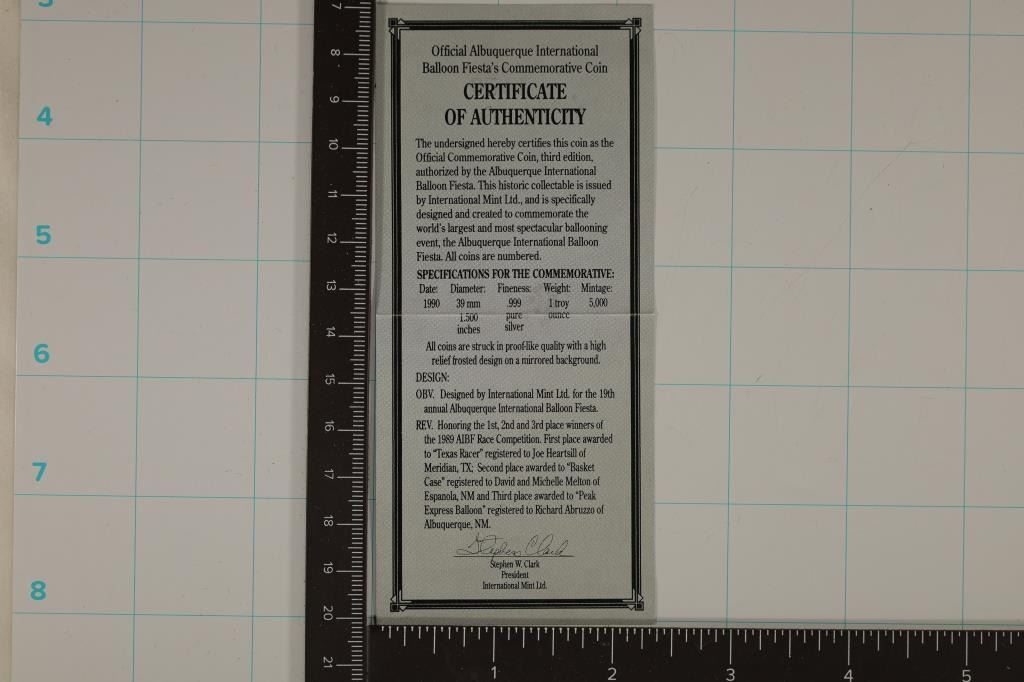 Official Albuquerque International
Balloon Fiesta's Commemorative Coin
CERTIFICATE
OF AUTHENTICITY
The undersigned hereby certifies this coin as the
Official Commemorative Coin, third edition,
authorized by the Albuquerque International
Balloon Fiesta. This historic collectable is issued
by International Mint Ltd., and is specifically
designed and created to commemorate the
world's largest and most spectacular ballooning
event, the Albuquerque International Balloon
Fiesta. All coins are numbered.
SPECIFICATIONS FOR THE COMMEMORATIVE:
Date: Diameter: Fineness: Weight: Mintage:
1990 39 mm .999 1 troy 5,000
1.500 pure ounce
inches silver
All coins are struck in proof-like quality with a high
relief frosted design on a mirrored background.
DESIGN:
OBV. Designed by International Mint Ltd. for the 19th
annual Albuquerque International Balloon Fiesta.
REV. Honoring the 1st, 2nd and 3rd place winners of
the 1989 AIBF Race Competition. First place awarded
to "Texas Racer" registered to Joe Heartsill of
Meridian, TX; Second place awarded to "Basket
Case" registered to David and Michelle Melton of
Espanola, NM and Third place awarded to "Peak
Express Balloon" registered to Richard Abruzzo of
Albuquerque, NM.
Stephen Clark
Stephen W. Clark
President
International Mint Ltd.
3
4
5
6
7
8
7
8
9
10
11
12
13
14
15
16
17
18
19
20
21
1 2 3 4 5